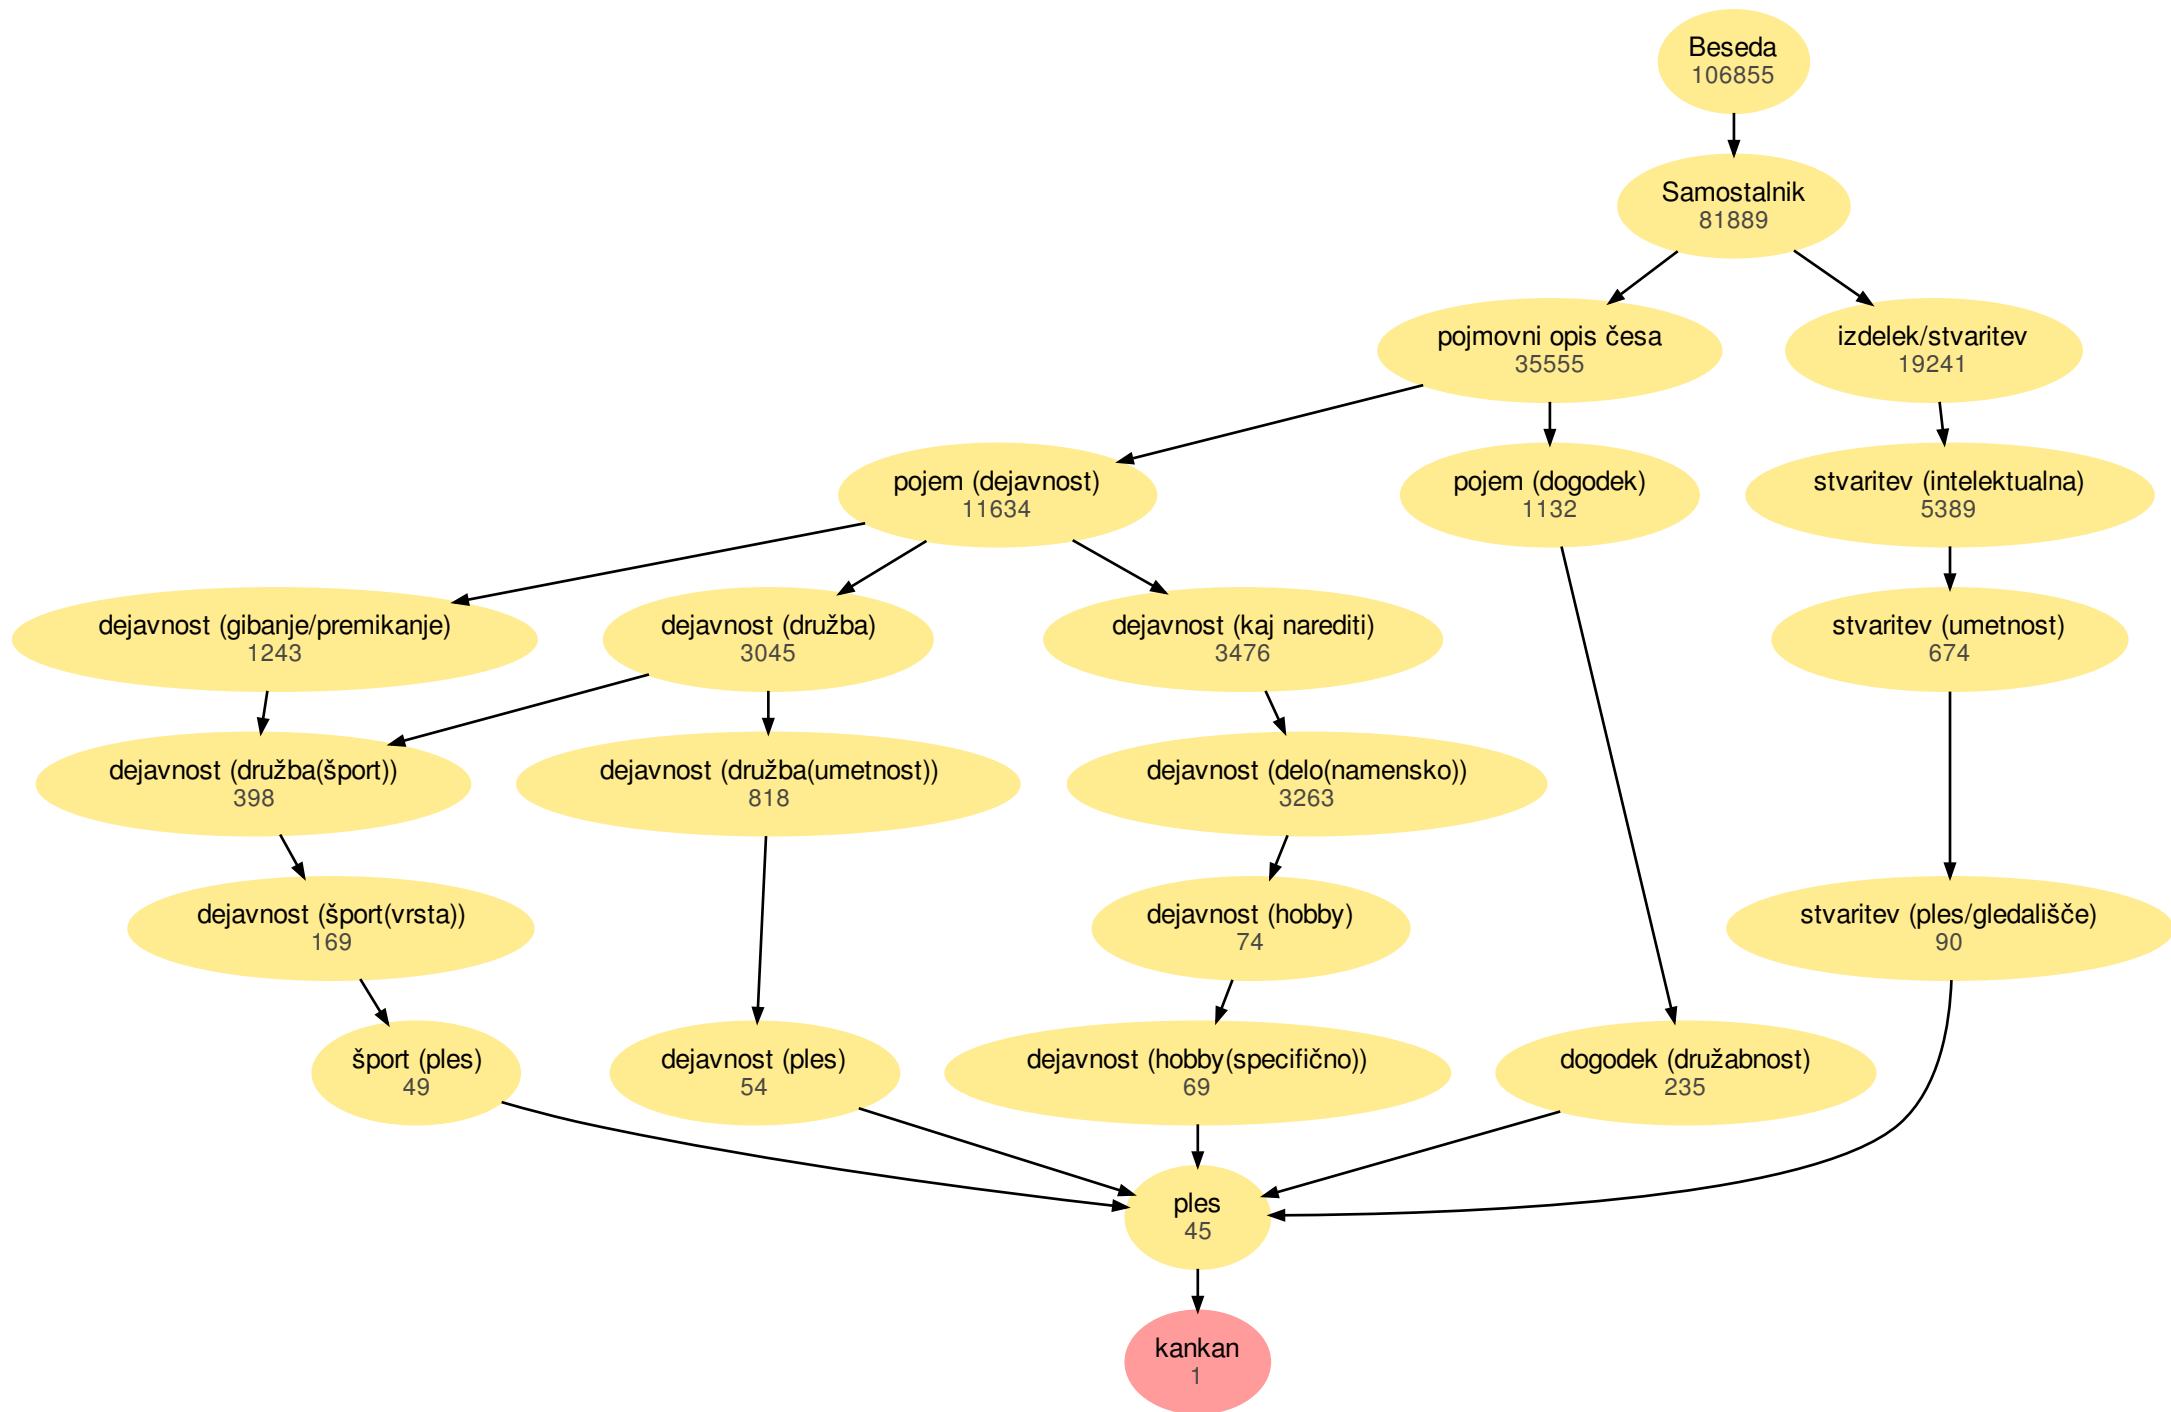 Beseda
106855
Samostalnik
81889
pojmovni opis česa
35555
izdelek/stvaritev
19241
pojem (dejavnost)
11634
pojem (dogodek)
1132
stvaritev (intelektualna)
5389
dejavnost (gibanje/premikanje)
1243
dejavnost (družba)
3045
dejavnost (kaj narediti)
3476
stvaritev (umetnost)
674
dejavnost (družba(šport))
398
dejavnost (družba(umetnost))
818
dejavnost (delo(namensko))
3263
dejavnost (šport(vrsta))
169
dejavnost (hobby)
74
stvaritev (ples/gledališče)
90
šport (ples)
49
dejavnost (ples)
54
dejavnost (hobby(specifično))
69
dogodek (družabnost)
235
ples
45
kankan
1